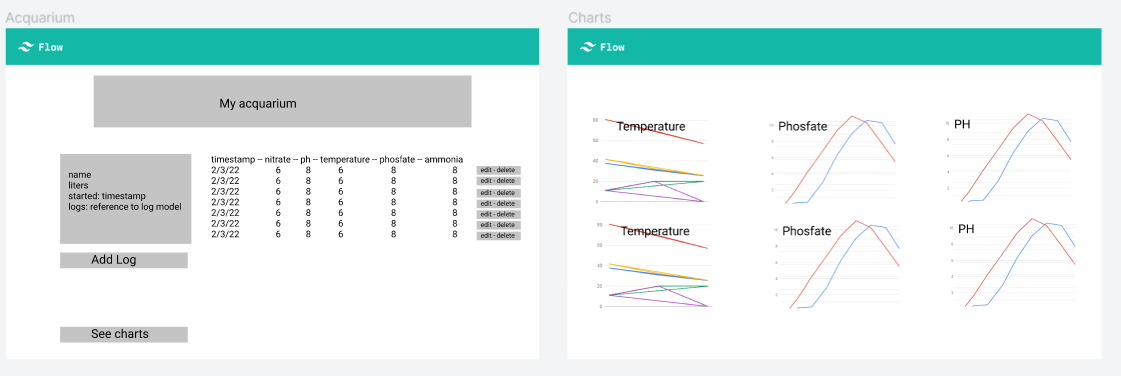 Acquarium
Flow
My acquarium
name
liters
started: timestamp
logs: reference to log model
timestamp -- nitrate -- ph -- temperature -- phosfate -- ammonia
2/3/22 6 8 6 8 8 edit - delete
2/3/22 6 8 6 8 8 edit - delete
2/3/22 6 8 6 8 8 edit - delete
2/3/22 6 8 6 8 8 edit - delete
2/3/22 6 8 6 8 8 edit - delete
2/3/22 6 8 6 8 8 edit - delete
2/3/22 6 8 6 8 8 edit - delete
Add Log
See charts
Charts
Flow
Temperature
80
60
40
20
0
Phosfate
PH
Temperature
80
60
40
20
0
Phosfate
PH